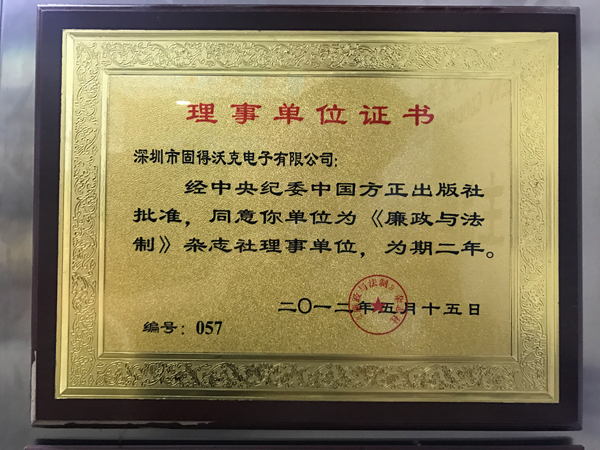 理事单位证书
深圳市固得沃克电子有限公司：
经中央纪委中国方正出版社
批准，同意你单位为《廉政与法
制》杂志社理事单位，为期二年。
二〇一二年五月十五日
编号：057